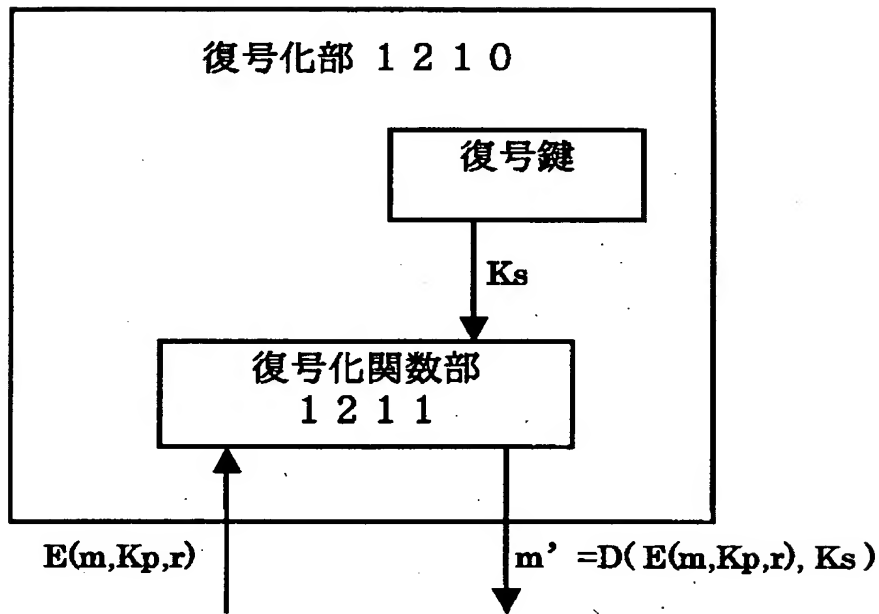 復号化部 １２１０
復号鍵
Ks
復号化関数部
１２１１
E(m,Kp,r)
m’=D( E(m,Kp,r), Ks )